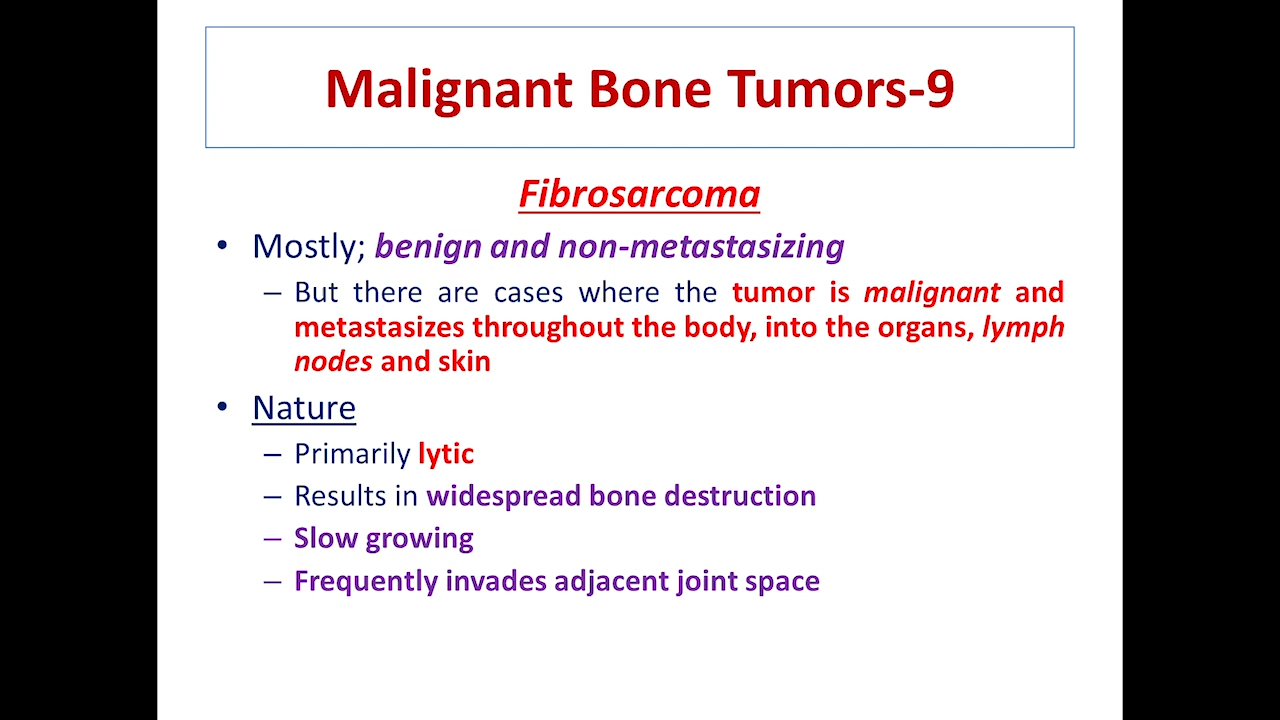 Malignant Bone Tumors-9
Fibrosarcoma
• Mostly; benign and non-metastasizing
– But there are cases where the tumor is malignant and
metastasizes throughout the body, into the organs, lymph
nodes and skin
• Nature
– Primarily lytic
– Results in widespread bone destruction
– Slow growing
– Frequently invades adjacent joint space